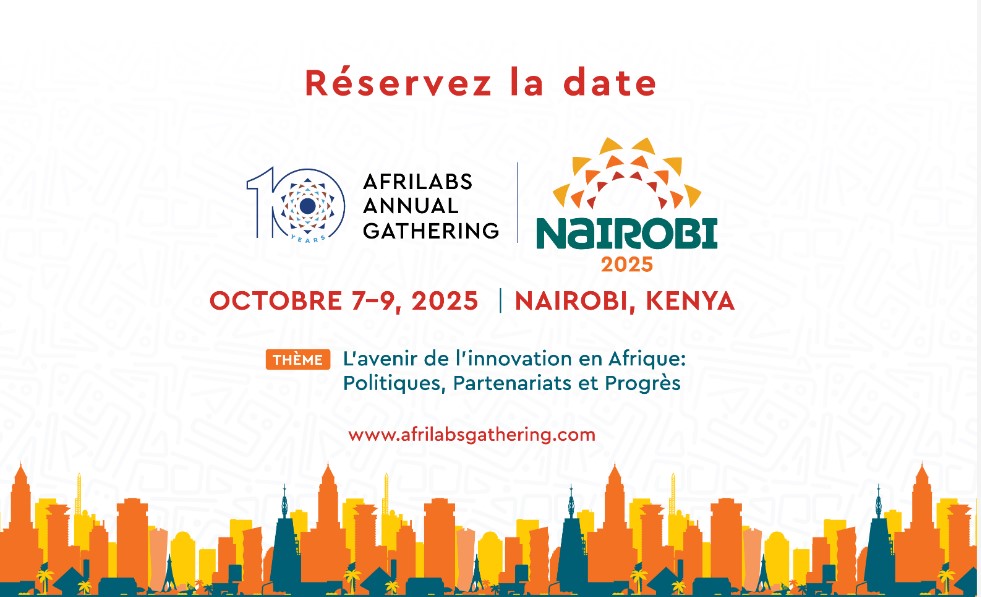 Réservez la date
10
YEARS
AFRILABS
ANNUAL
GATHERING
NAIROBI
2025
OCTOBRE 7–9, 2025 | NAIROBI, KENYA
THÈME
L'avenir de l'innovation en Afrique:
Politiques, Partenariats et Progrès
www.afrilabsgathering.com